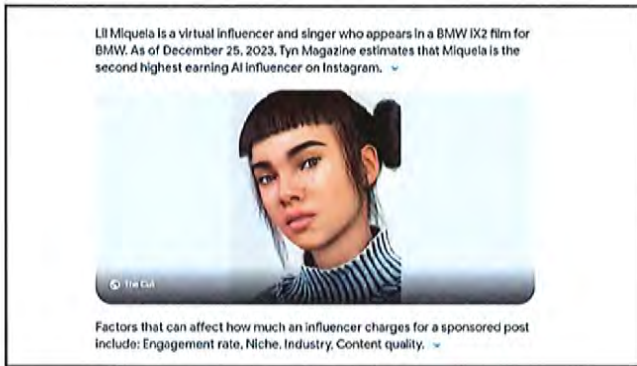 Lil Miquela is a virtual influencer and singer who appears in a BMW iX2 film for
BMW. As of December 25, 2023, Tyn Magazine estimates that Miquela is the
second highest earning AI influencer on Instagram.
The Cut
Factors that can affect how much an influencer charges for a sponsored post
include: Engagement rate, Niche, Industry, Content quality.